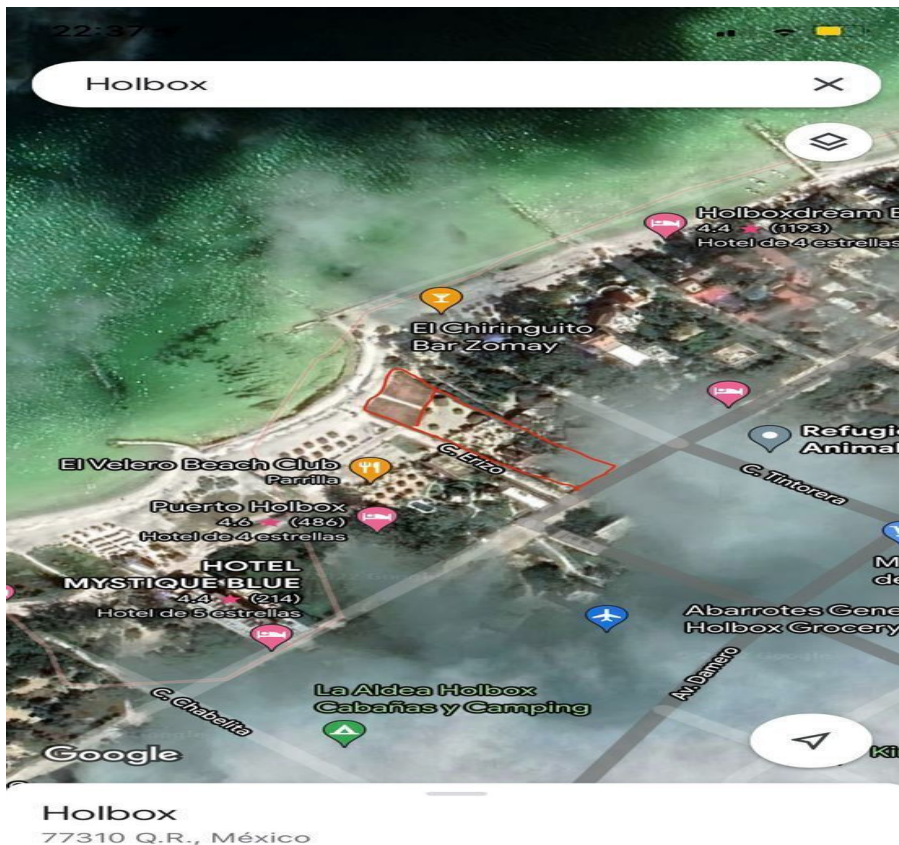 22:37
Holbox
Holboxdream B
4.4 ★ (1193)
Hotel de 4 estrellas
El Chiringuito
Bar Zomay
Refugio
Animal
C. Erizo
El Velero Beach Club
Parrilla
C. Tintorera
Puerto Holbox
4.6 ★ (486)
Hotel de 4 estrellas
HOTEL
MYSTIQUE BLUE
4.4 ★ (214)
Hotel de 5 estrellas
M
de
Abarrotes Gene
Holbox Grocery
Av. Damero
La Aldea Holbox
Cabañas y Camping
C. Chabelita
Google
Ki
Holbox
77310 Q.R., México